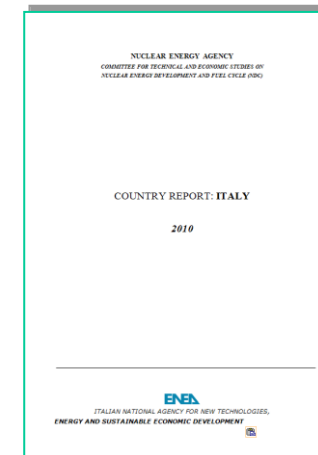 NUCLEAR ENERGY AGENCY
COMMITTEE FOR TECHNICAL AND ECONOMIC STUDIES ON
NUCLEAR ENERGY DEVELOPMENT AND FUEL CYCLE (NDC)
COUNTRY REPORT: ITALY
2010
ENEA
ITALIAN NATIONAL AGENCY FOR NEW TECHNOLOGIES,
ENERGY AND SUSTAINABLE ECONOMIC DEVELOPMENT